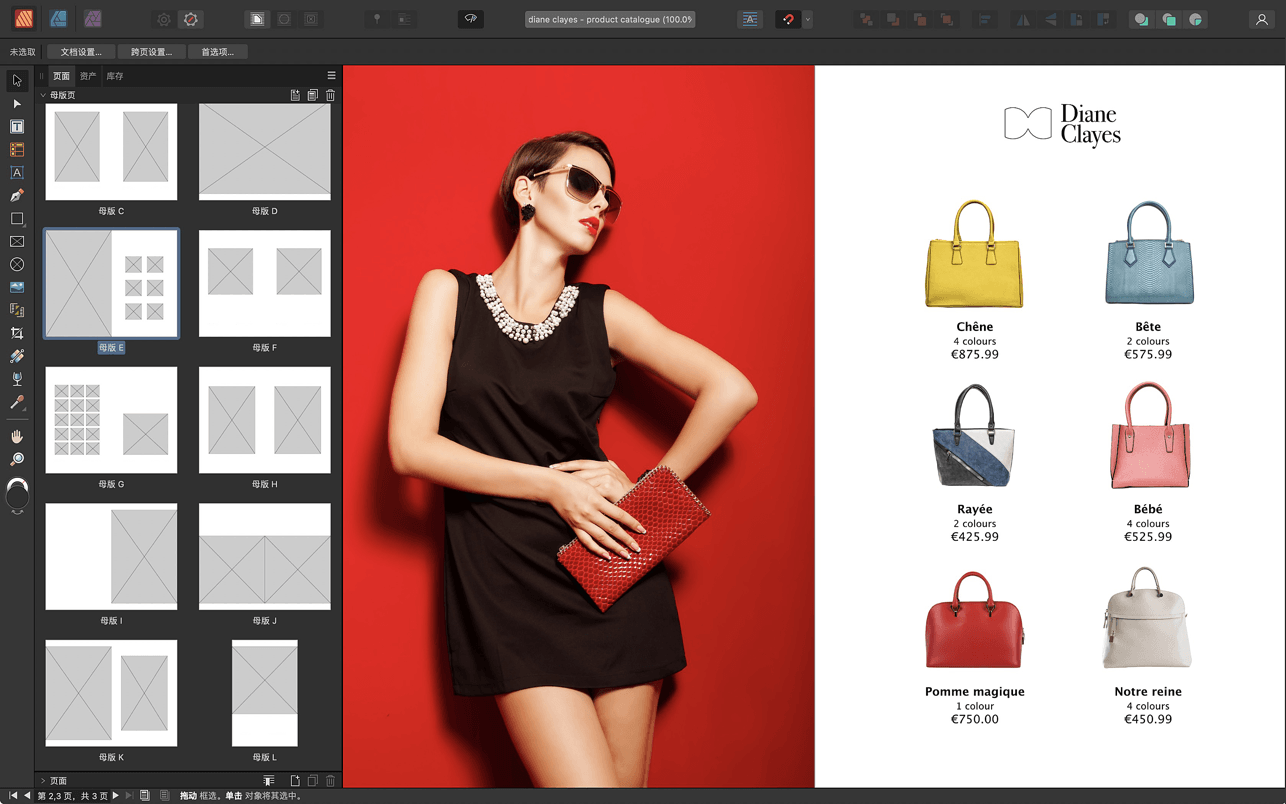 diane clayes - product catalogue (100.0%
未选取
文档设置...
跨页设置...
首选项...
页面
资产
库存
母版页
母版 C
母版 D
母版 E
母版 F
母版 G
母版 H
母版 I
母版 J
母版 K
母版 L
页面
第 2,3 页，共 3 页
拖动 框选。单击 对象将其选中。
Diane
Clayes
Chêne
4 colours
€875.99
Bête
2 colours
€575.99
Rayée
2 colours
€425.99
Bébé
4 colours
€525.99
Pomme magique
1 colour
€750.00
Notre reine
4 colours
€450.99